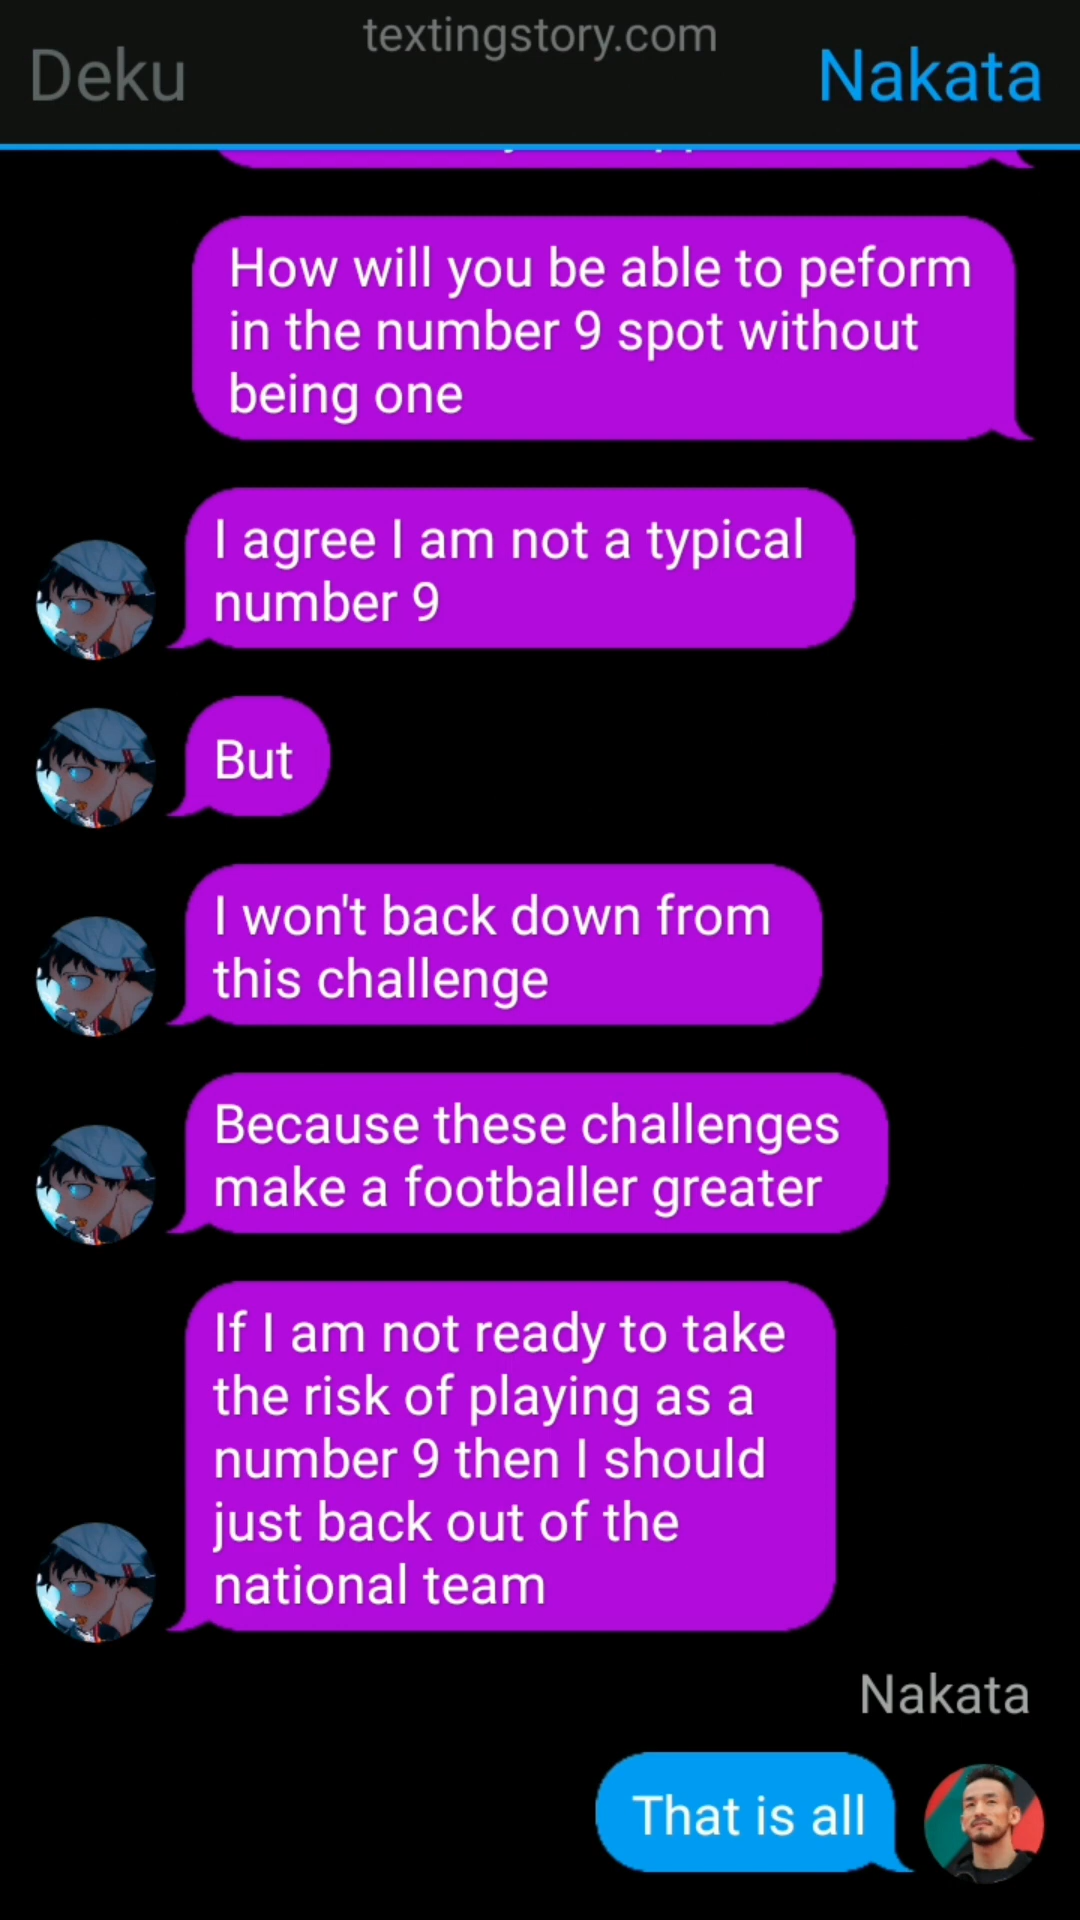 textingstory.com
Deku
Nakata
How will you be able to peform
in the number 9 spot without
being one
I agree I am not a typical
number 9
But
I won't back down from
this challenge
Because these challenges
make a footballer greater
If I am not ready to take
the risk of playing as a
number 9 then I should
just back out of the
national team
Nakata
That is all